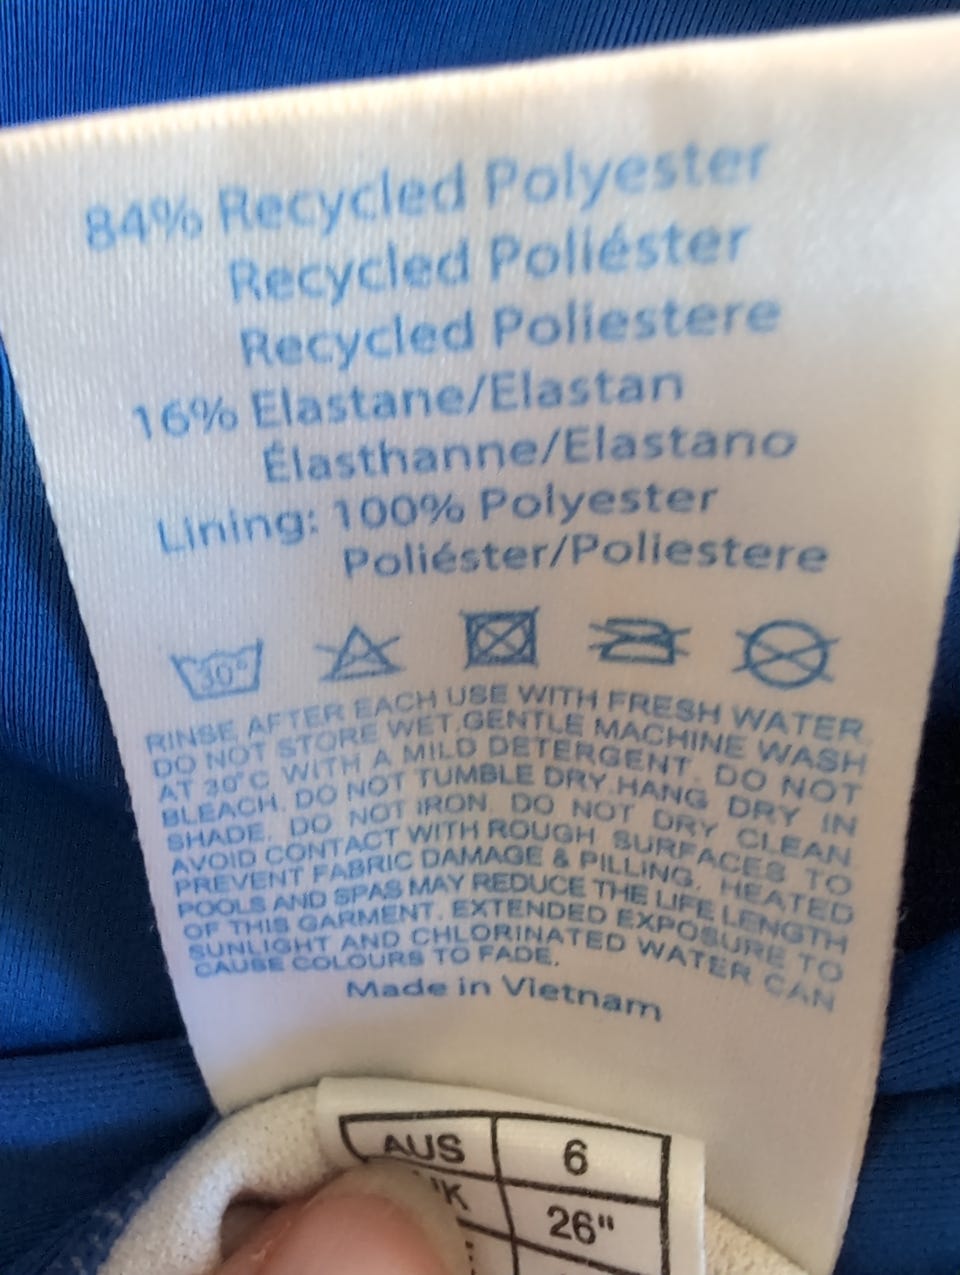 84% Recycled Polyester
Recycled Poliéster
Recycled Poliestere
16% Elastane/Elastan
Élasthanne/Elastano
Lining: 100% Polyester
Poliéster/Poliestere
30°
RINSE AFTER EACH USE WITH FRESH WATER.
DO NOT STORE WET.GENTLE MACHINE WASH
AT 30°C WITH A MILD DETERGENT. DO NOT
BLEACH. DO NOT TUMBLE DRY.HANG DRY IN
SHADE. DO NOT IRON. DO NOT DRY CLEAN.
AVOID CONTACT WITH ROUGH SURFACES TO
PREVENT FABRIC DAMAGE & PILLING. HEATED
POOLS AND SPAS MAY REDUCE THE LIFE LENGTH
OF THIS GARMENT. EXTENDED EXPOSURE TO
SUNLIGHT AND CHLORINATED WATER CAN
CAUSE COLOURS TO FADE.
Made in Vietnam
AUS 6
26"